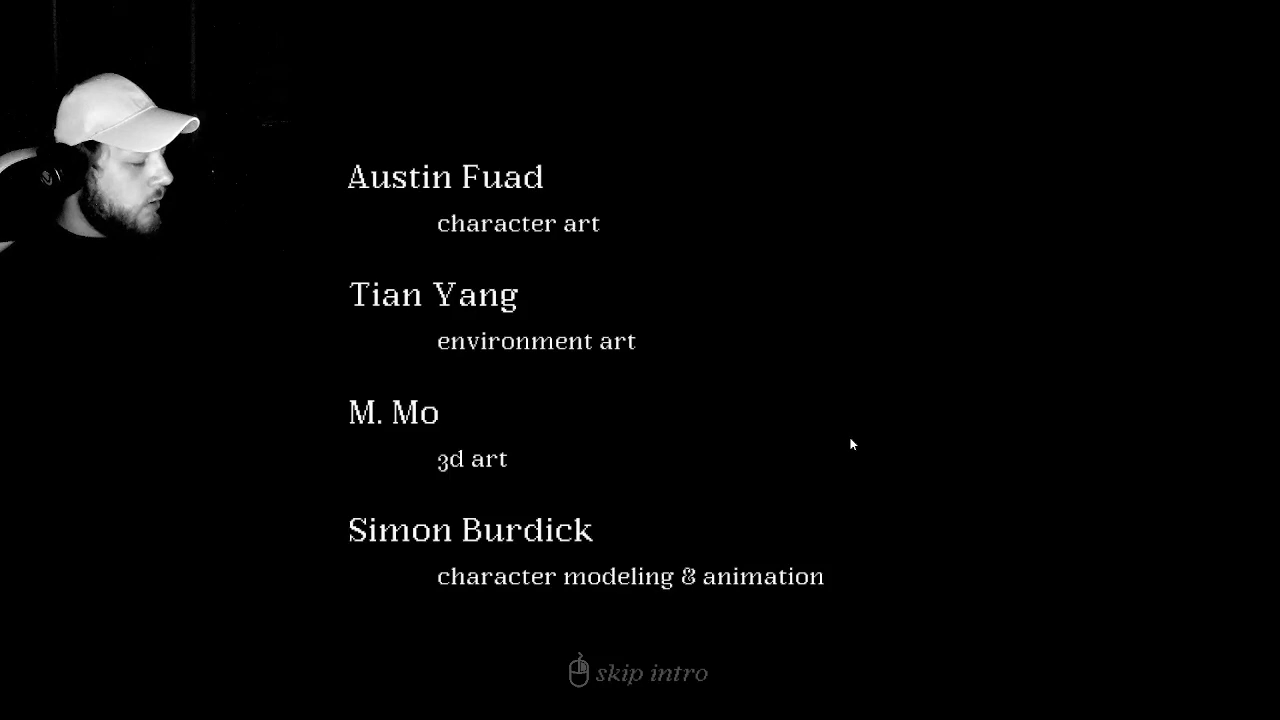 Austin Fuad
character art
Tian Yang
environment art
M. Mo
3d art
Simon Burdick
character modeling & animation
skip intro